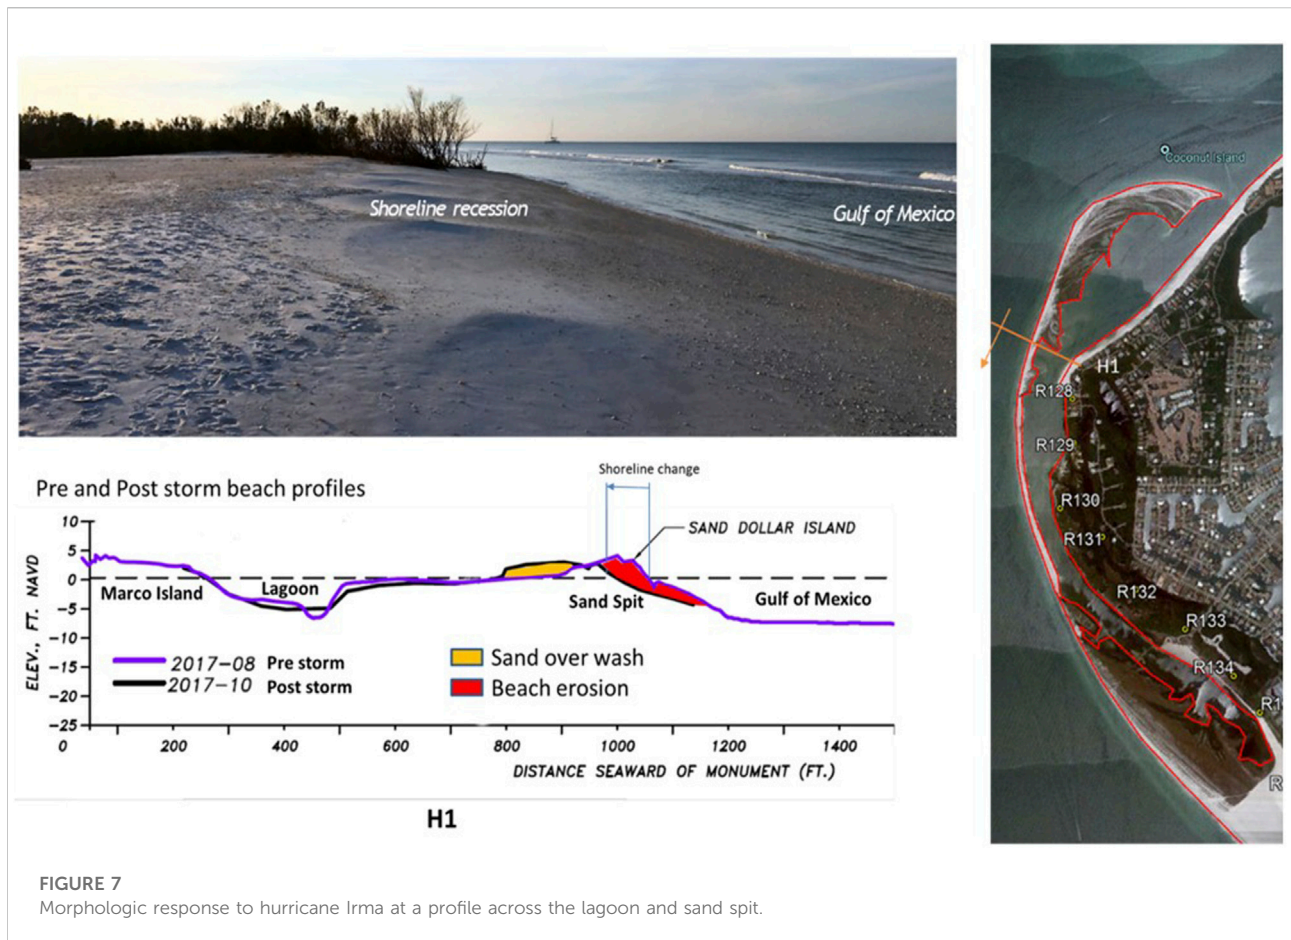 Shoreline recession
Gulf of Mexico
Coconut Island
H1
R128
R129
R130
R131
R132
R133
R134
R1
R
Pre and Post storm beach profiles
Shoreline change
SAND DOLLAR ISLAND
10
5
0
-5
-10
-15
-20
-25
ELEV., FT. NAVD
Marco Island
Lagoon
Sand Spit
Gulf of Mexico
2017-08 Pre storm
2017-10 Post storm
Sand over wash
Beach erosion
0 200 400 600 800 1000 1200 1400
DISTANCE SEAWARD OF MONUMENT (FT.)
H1
FIGURE 7
Morphologic response to hurricane Irma at a profile across the lagoon and sand spit.